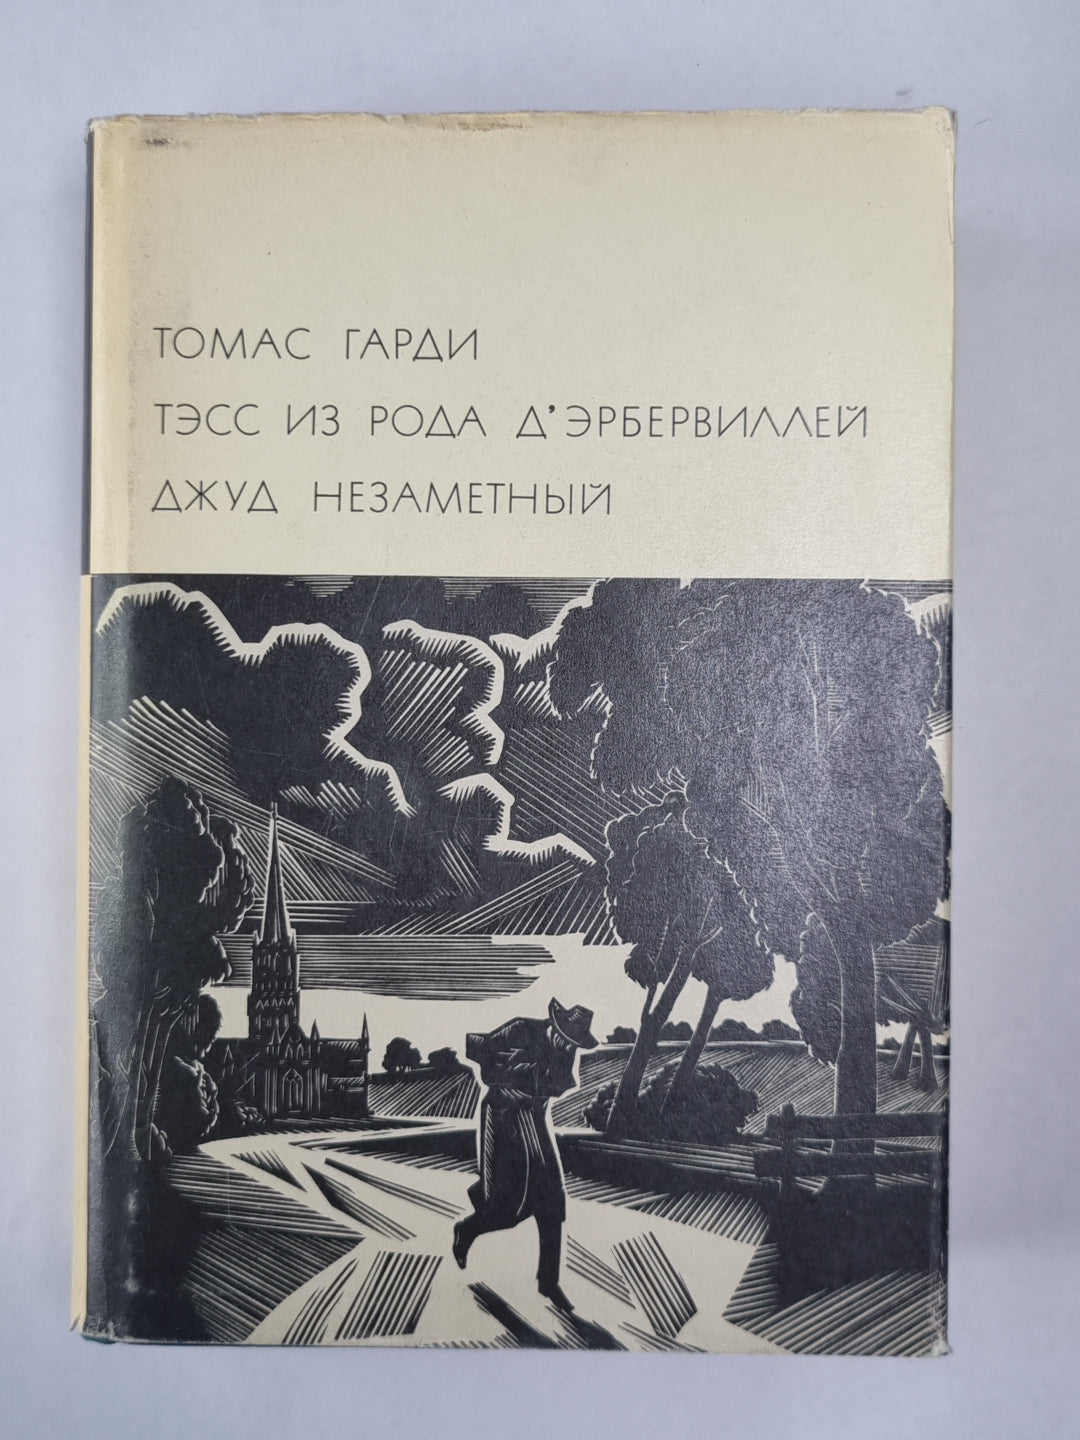 ТОМАС ГАРДИ
ТЭСС ИЗ РОДА Д'ЭРБЕРВИЛЛЕЙ
ДЖУД НЕЗАМЕТНЫЙ